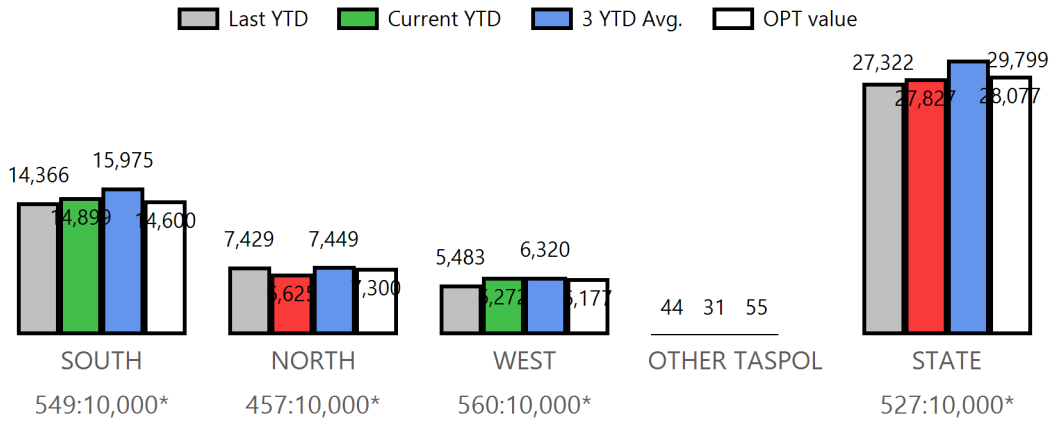 Last YTD Current YTD 3 YTD Avg. OPT value
27,322 29,799
27,827 28,077
15,975
14,366
14,899 14,600
7,429 7,449
6,625 7,300
5,483 6,320
6,272 6,177
44 31 55
SOUTH NORTH WEST OTHER TASPOL STATE
549:10,000* 457:10,000* 560:10,000* 527:10,000*